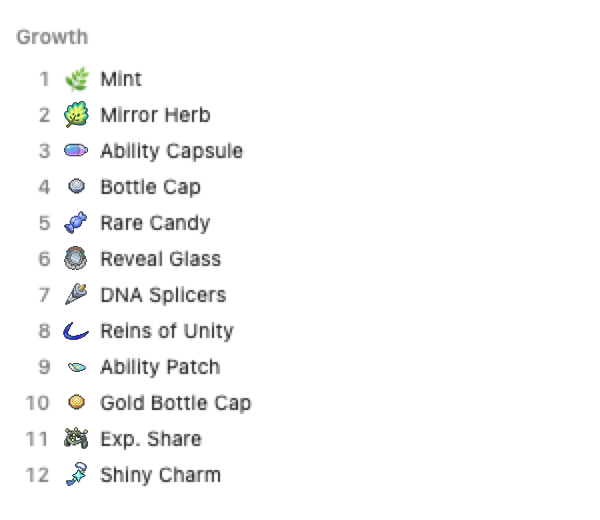 Growth
1 Mint
2 Mirror Herb
3 Ability Capsule
4 Bottle Cap
5 Rare Candy
6 Reveal Glass
7 DNA Splicers
8 Reins of Unity
9 Ability Patch
10 Gold Bottle Cap
11 Exp. Share
12 Shiny Charm